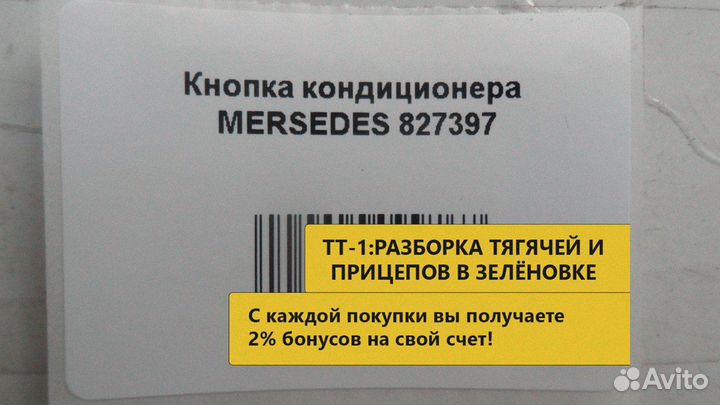 Кнопка кондиционера
MERSEDES 827397
ТТ-1:РАЗБОРКА ТЯГАЧЕЙ И
ПРИЦЕПОВ В ЗЕЛЁНОВКЕ
С каждой покупки вы получаете
2% бонусов на свой счет!
Avito